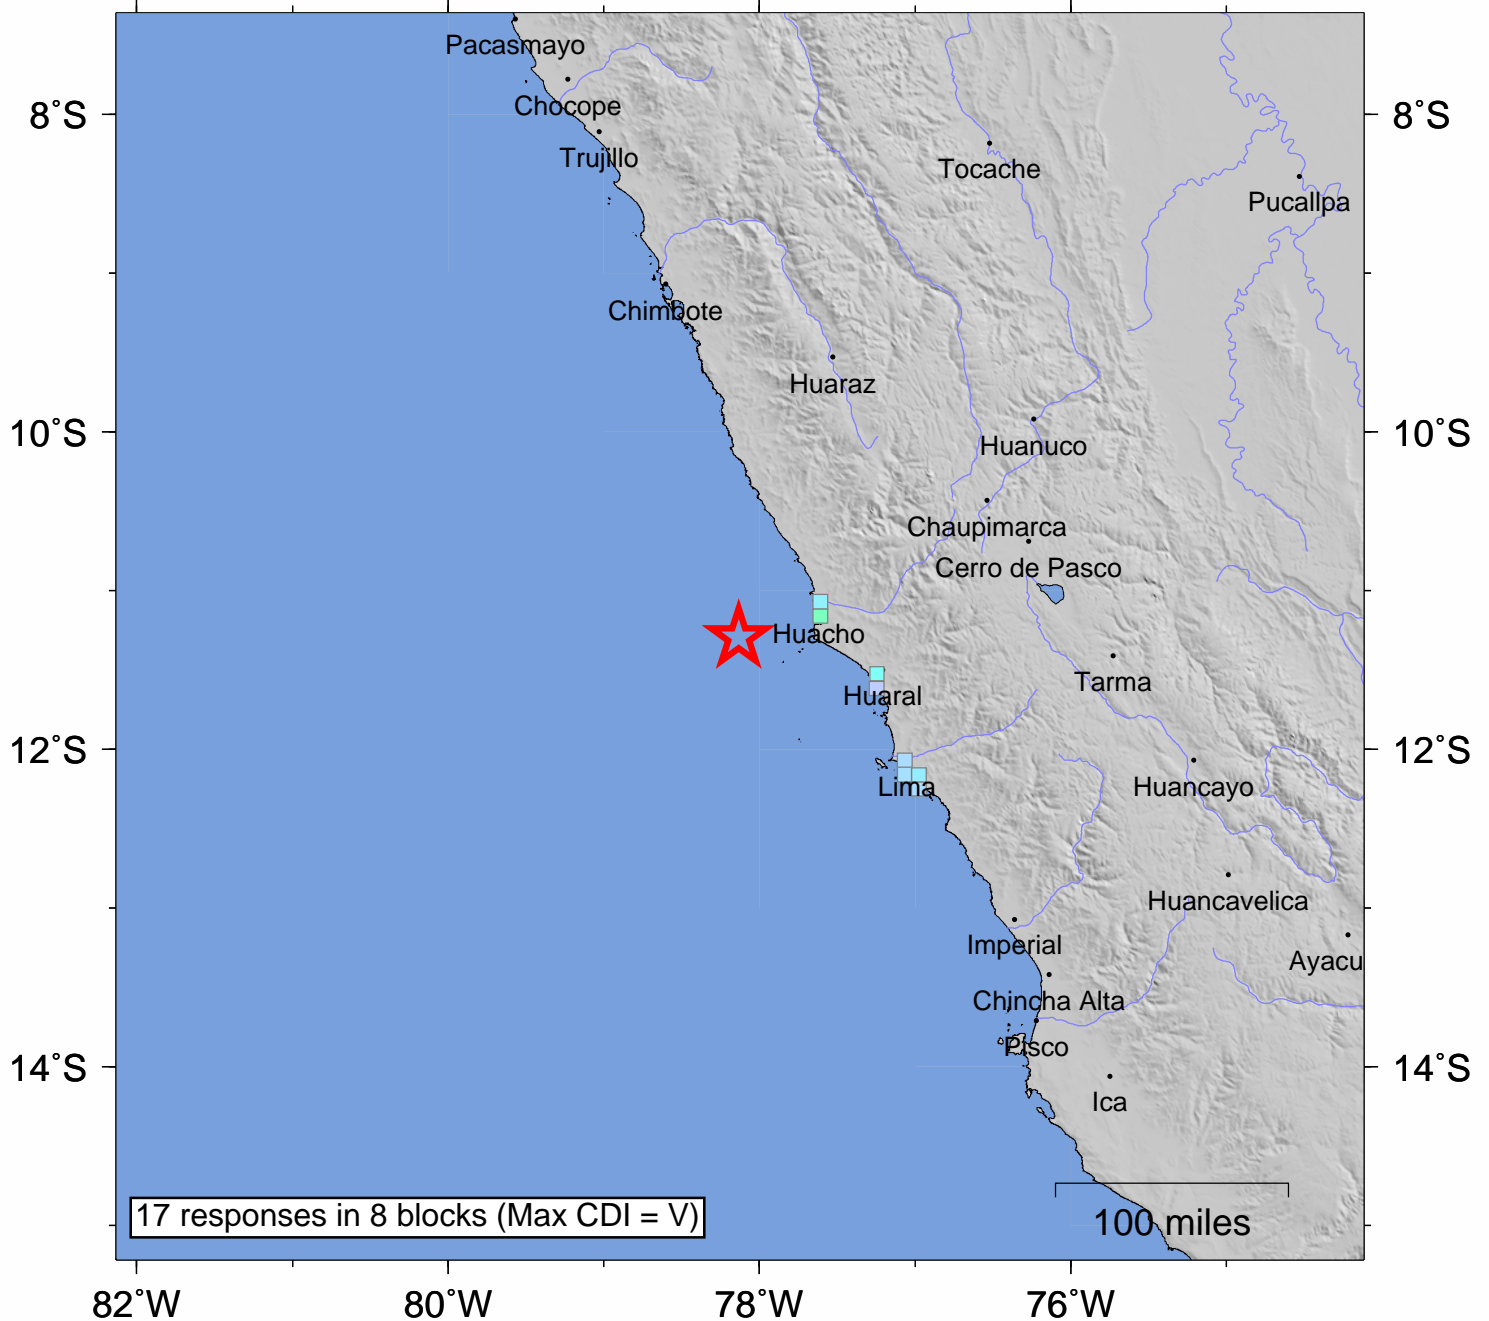 Pacasmayo
Chocope
8˚S
8˚S
Trujillo
Tocache
Pucallpa
Chimbote
Huaraz
10˚S
10˚S
Huanuco
Chaupimarca
Cerro de Pasco
Huacho
Tarma
Huaral
12˚S
12˚S
Lima
Huancayo
Huancavelica
Imperial
Ayacu
Chincha Alta
Pisco
14˚S
14˚S
Ica
17 responses in 8 blocks (Max CDI = V)
100 miles
82˚W
80˚W
78˚W
76˚W